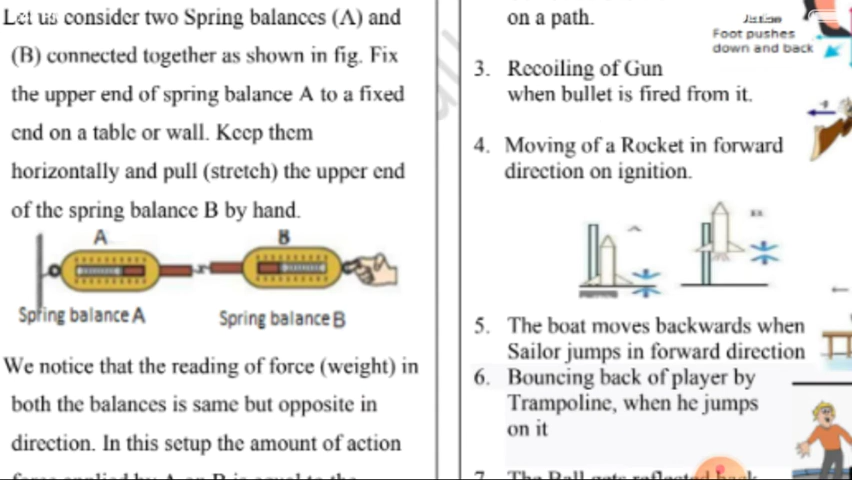 Let us consider two Spring balances (A) and
(B) connected together as shown in fig. Fix
the upper end of spring balance A to a fixed
end on a table or wall. Keep them
horizontally and pull (stretch) the upper end
of the spring balance B by hand.
A
B
Spring balance A
Spring balance B
We notice that the reading of force (weight) in
both the balances is same but opposite in
direction. In this setup the amount of action
on a path.
Foot pushes
down and back
3. Recoiling of Gun
when bullet is fired from it.
4. Moving of a Rocket in forward
direction on ignition.
5. The boat moves backwards when
Sailor jumps in forward direction
6. Bouncing back of player by
Trampoline, when he jumps
on it
7. The Ball gets reflected back